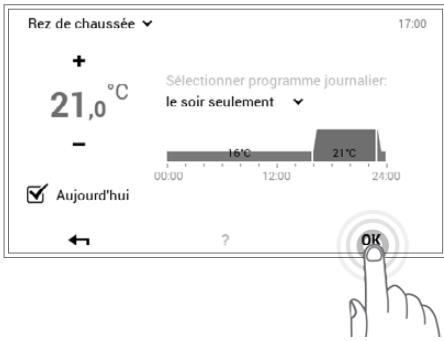 Rez de chaussée
17:00
+
21,0 °C
−
Sélectionner programme journalier:
le soir seulement
16°C
21°C
00:00
12:00
24:00
Aujourd'hui
?
OK